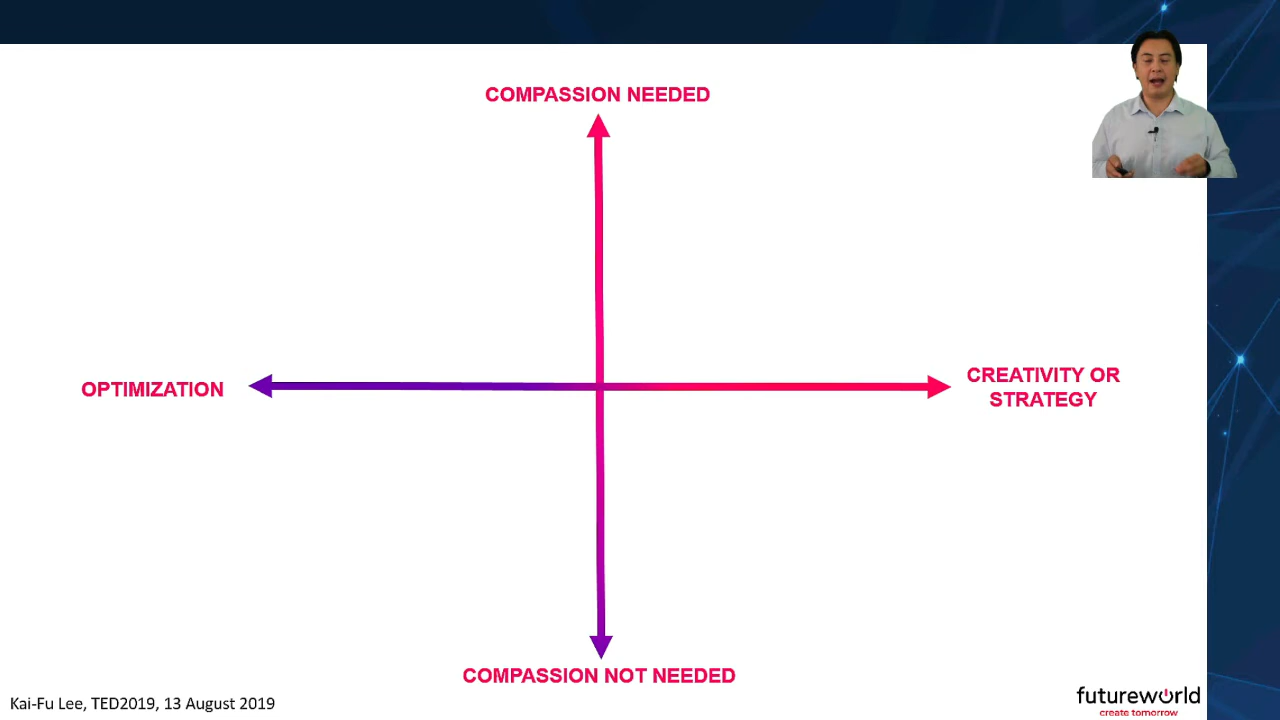 COMPASSION NEEDED
OPTIMIZATION
CREATIVITY OR
STRATEGY
COMPASSION NOT NEEDED
Kai-Fu Lee, TED2019, 13 August 2019
futureworld
create tomorrow